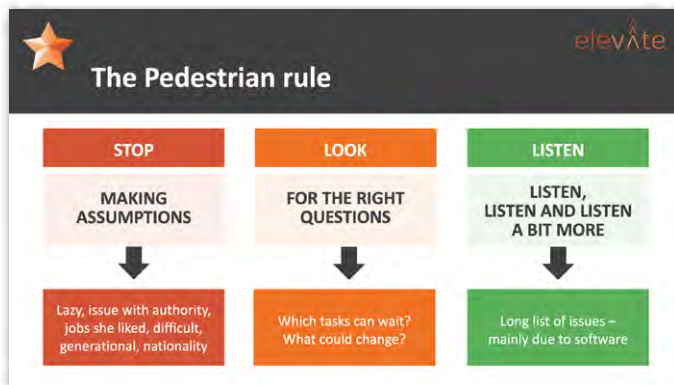 elevate
The Pedestrian rule
STOP
MAKING
ASSUMPTIONS
Lazy, issue with authority,
jobs she liked, difficult,
generational, nationality
LOOK
FOR THE RIGHT
QUESTIONS
Which tasks can wait?
What could change?
LISTEN
LISTEN,
LISTEN AND LISTEN
A BIT MORE
Long list of issues –
mainly due to software